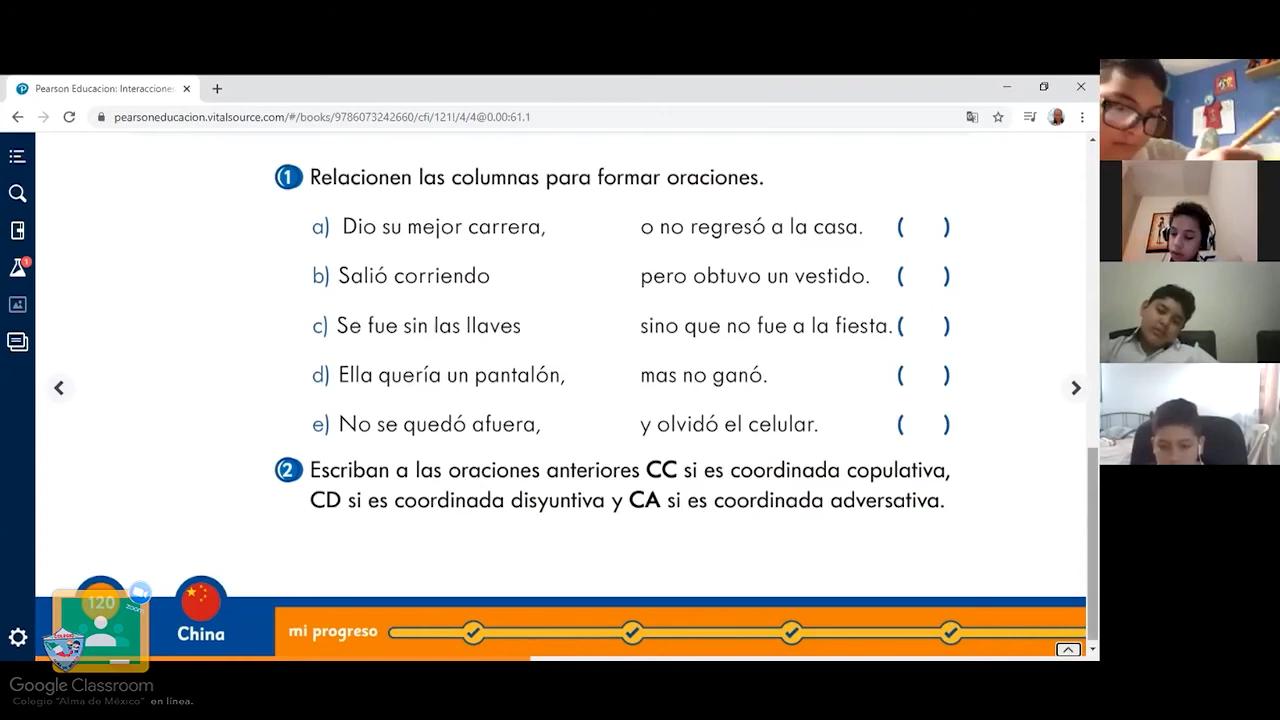 Pearson Educacion: Interacciones
pearsoneducacion.vitalsource.com/#/books/9786073242660/cfi/121!/4/4@0.00:61.1
1 Relacionen las columnas para formar oraciones.
a) Dio su mejor carrera, o no regresó a la casa. ( )
b) Salió corriendo pero obtuvo un vestido. ( )
c) Se fue sin las llaves sino que no fue a la fiesta. ( )
d) Ella quería un pantalón, mas no ganó. ( )
e) No se quedó afuera, y olvidó el celular. ( )
2 Escriban a las oraciones anteriores CC si es coordinada copulativa,
CD si es coordinada disyuntiva y CA si es coordinada adversativa.
120
zoom
China
mi progreso
Google Classroom
Colegio "Alma de México" en línea.